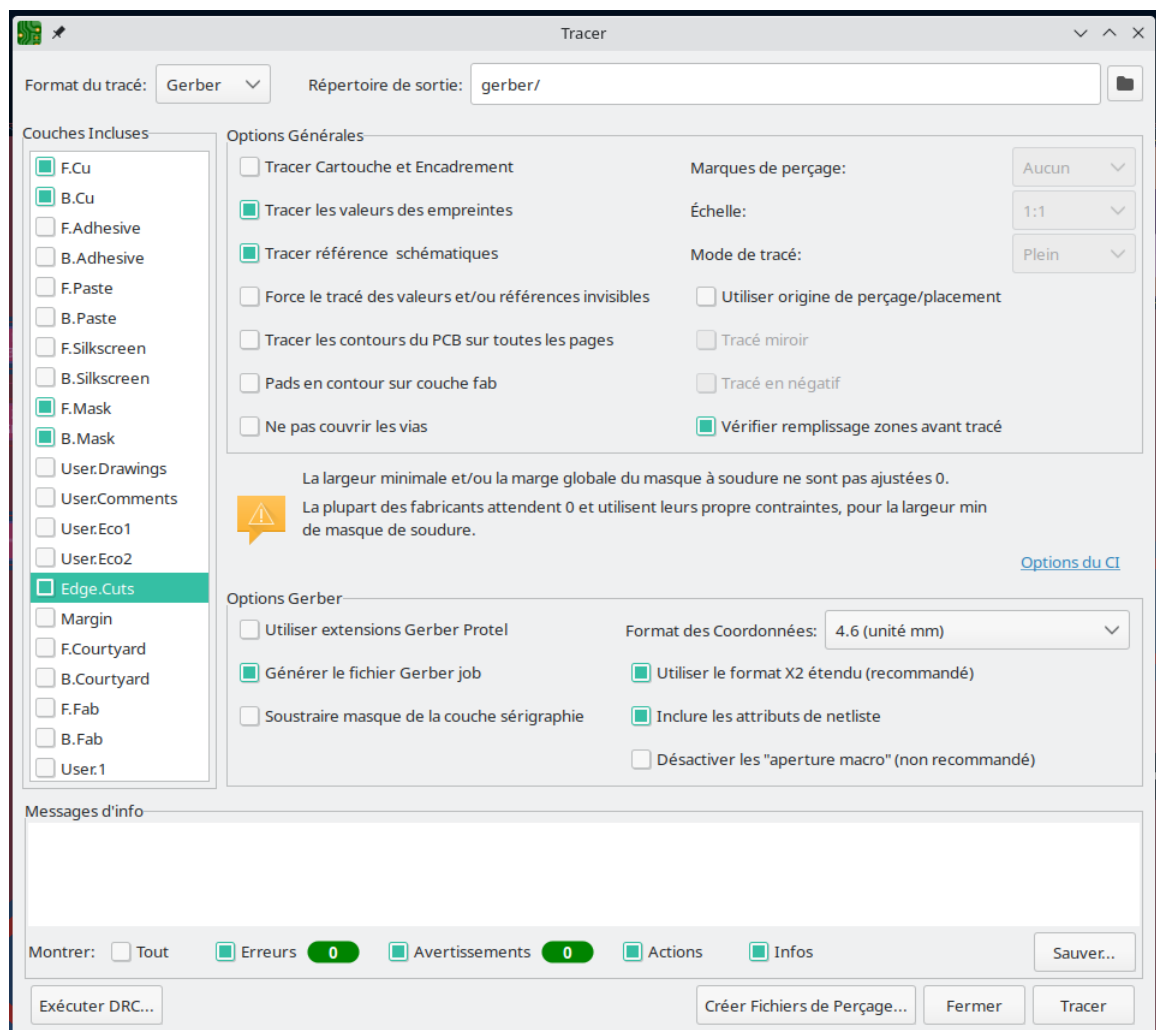 Tracer
Format du tracé: Gerber Répertoire de sortie: gerber/
Couches Incluses
F.Cu
B.Cu
F.Adhesive
B.Adhesive
F.Paste
B.Paste
F.Silkscreen
B.Silkscreen
F.Mask
B.Mask
User.Drawings
User.Comments
User.Eco1
User.Eco2
Edge.Cuts
Margin
F.Courtyard
B.Courtyard
F.Fab
B.Fab
User.1
Options Générales
Tracer Cartouche et Encadrement
Tracer les valeurs des empreintes
Tracer référence  schématiques
Force le tracé des valeurs et/ou références invisibles
Tracer les contours du PCB sur toutes les pages
Pads en contour sur couche fab
Ne pas couvrir les vias
Marques de perçage: Aucun
Échelle: 1:1
Mode de tracé: Plein
Utiliser origine de perçage/placement
Tracé miroir
Tracé en négatif
Vérifier remplissage zones avant tracé
La largeur minimale et/ou la marge globale du masque à soudure ne sont pas ajustées 0.
La plupart des fabricants attendent 0 et utilisent leurs propre contraintes, pour la largeur min
de masque de soudure.
Options du CI
Options Gerber
Utiliser extensions Gerber Protel
Générer le fichier Gerber job
Soustraire masque de la couche sérigraphie
Format des Coordonnées: 4.6 (unité mm)
Utiliser le format X2 étendu (recommandé)
Inclure les attributs de netliste
Désactiver les "aperture macro" (non recommandé)
Messages d'info
Montrer: Tout Erreurs 0 Avertissements 0 Actions Infos Sauver...
Exécuter DRC... Créer Fichiers de Perçage... Fermer Tracer